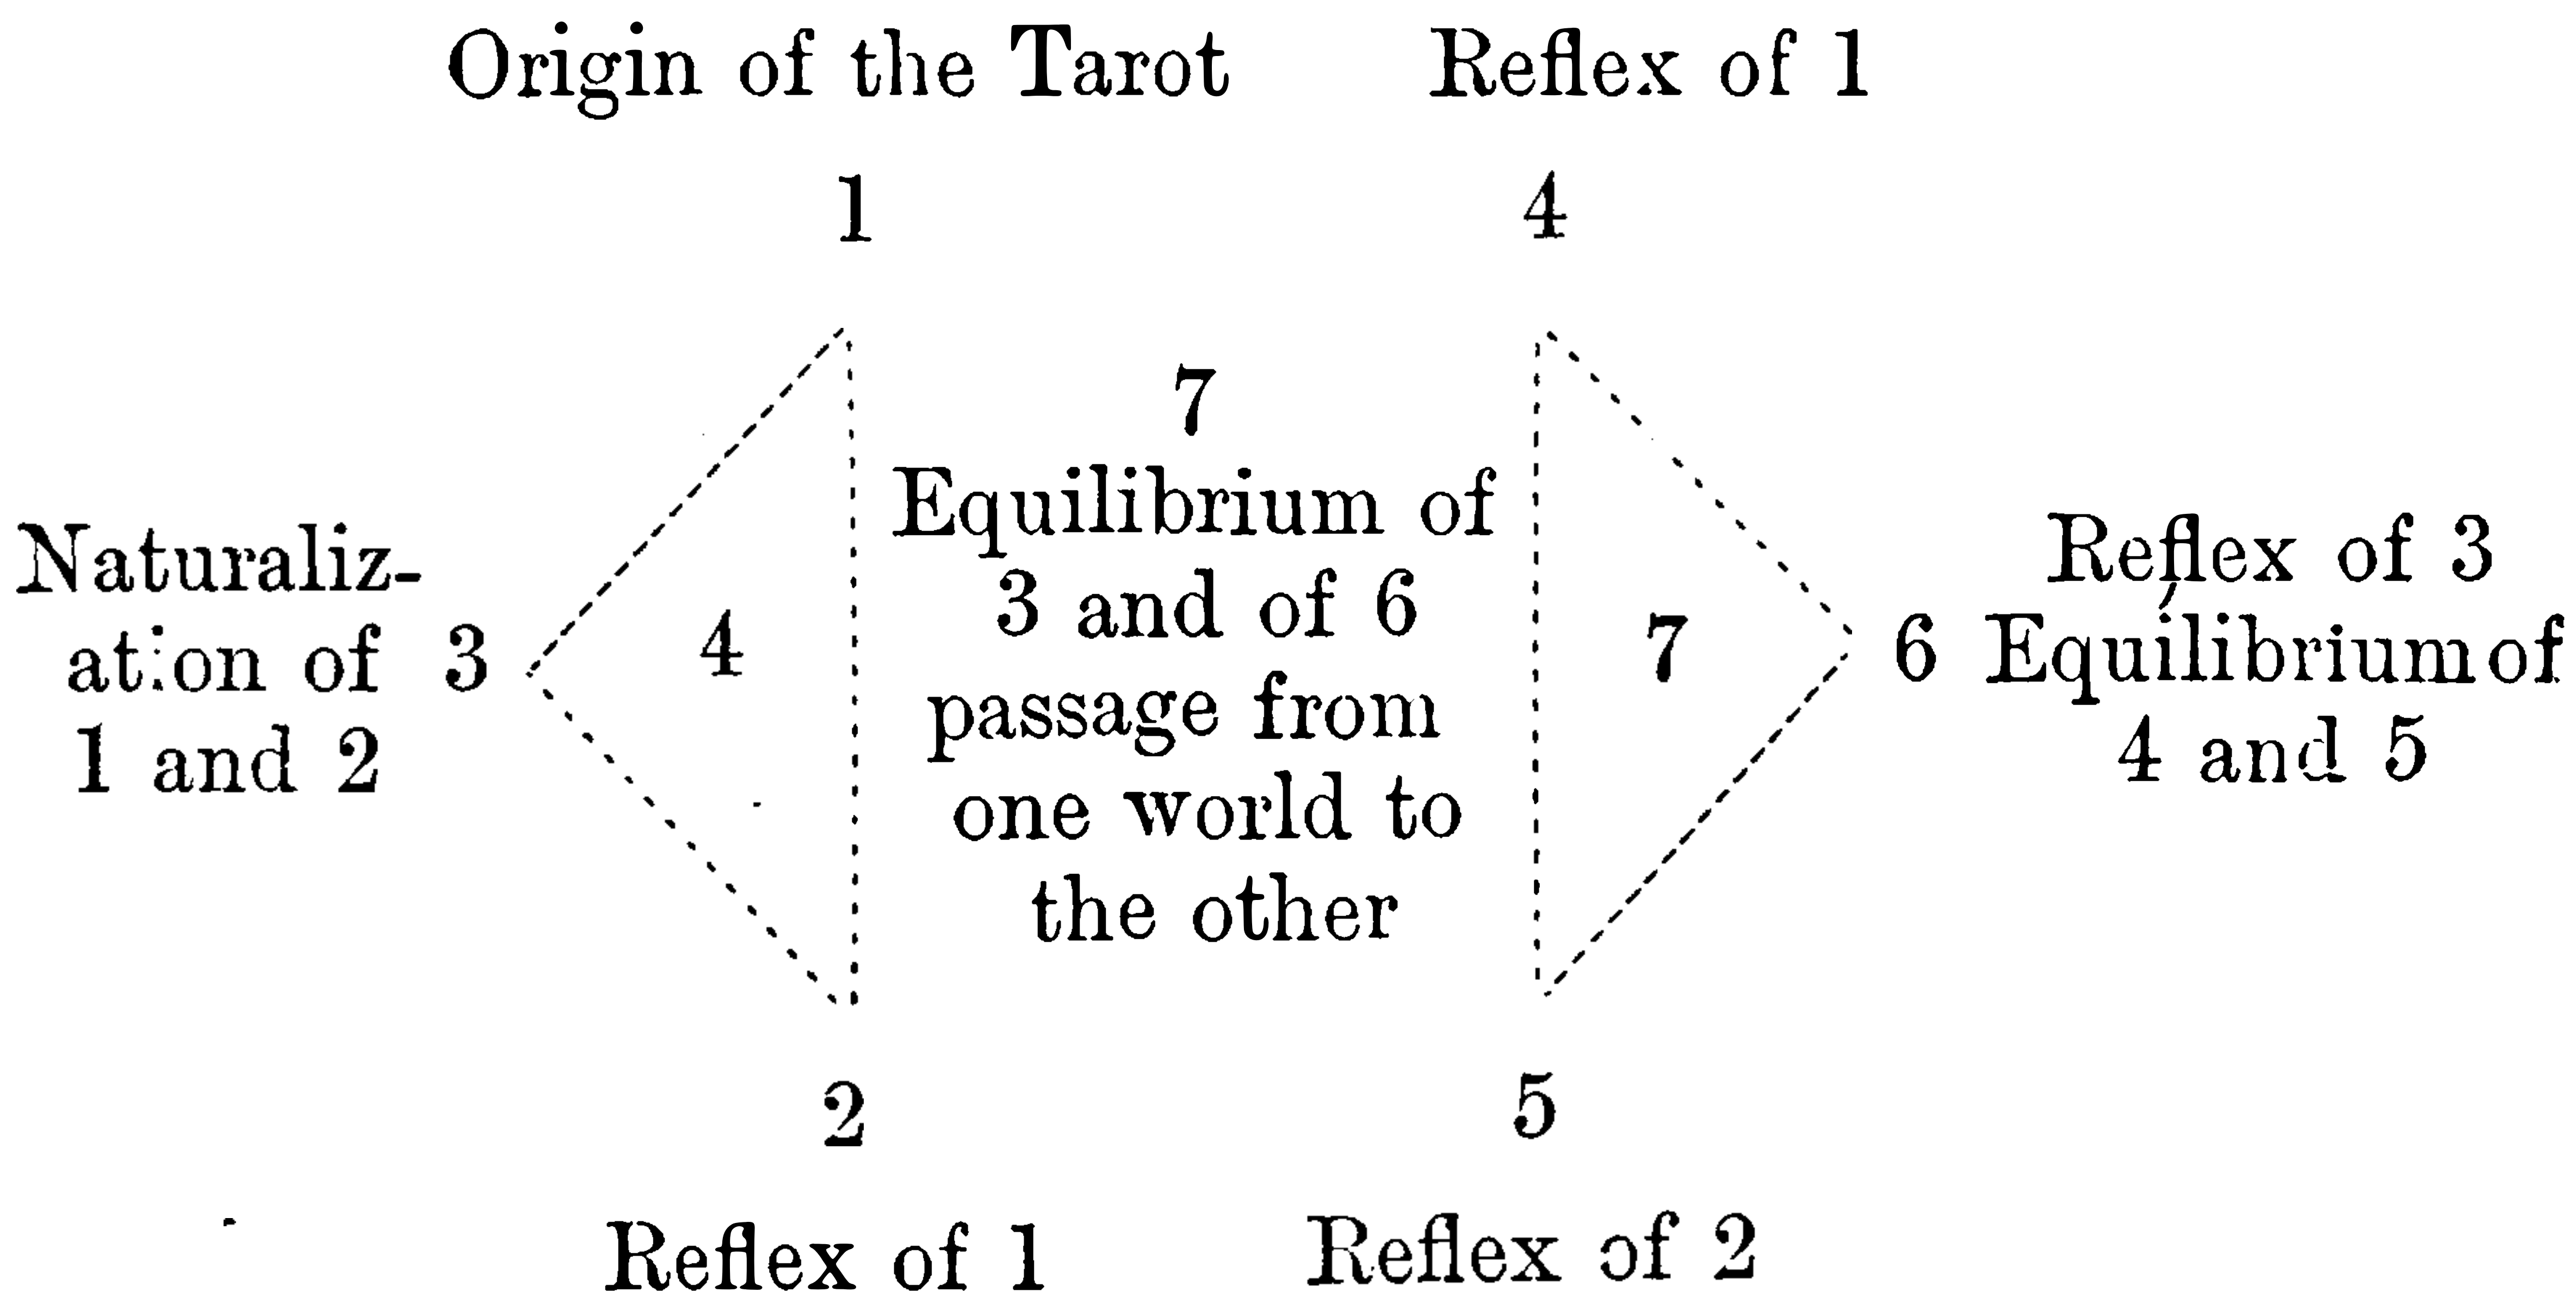 Origin of the Tarot
Reflex of 1
1
4
7
Equilibrium of
3 and of 6
passage from
one world to
the other
Naturaliz-
ation of
1 and 2
3
4
7
6
Reflex of 3
Equilibrium of
4 and 5
2
5
Reflex of 1
Reflex of 2